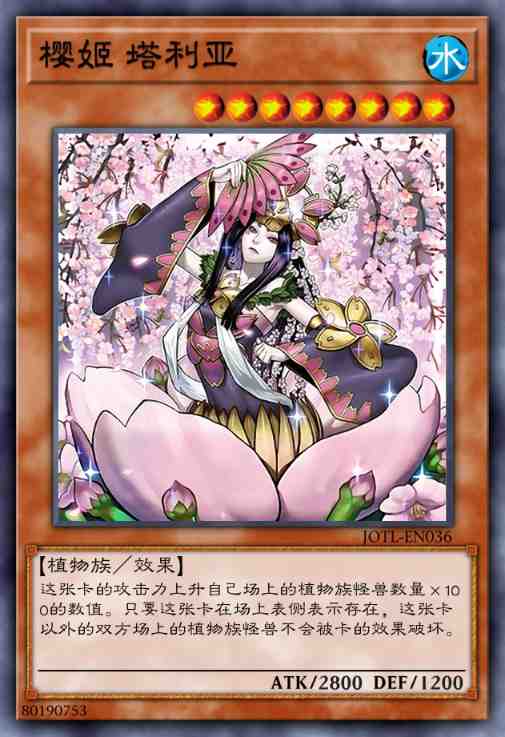 樱姬 塔利亚
水
JOTL-EN036
【植物族／效果】
这张卡的攻击力上升自己场上的植物族怪兽数量×10
0的数值。只要这张卡在场上表侧表示存在，这张卡
以外的双方场上的植物族怪兽不会被卡的效果破坏。
ATK/2800 DEF/1200
80190753